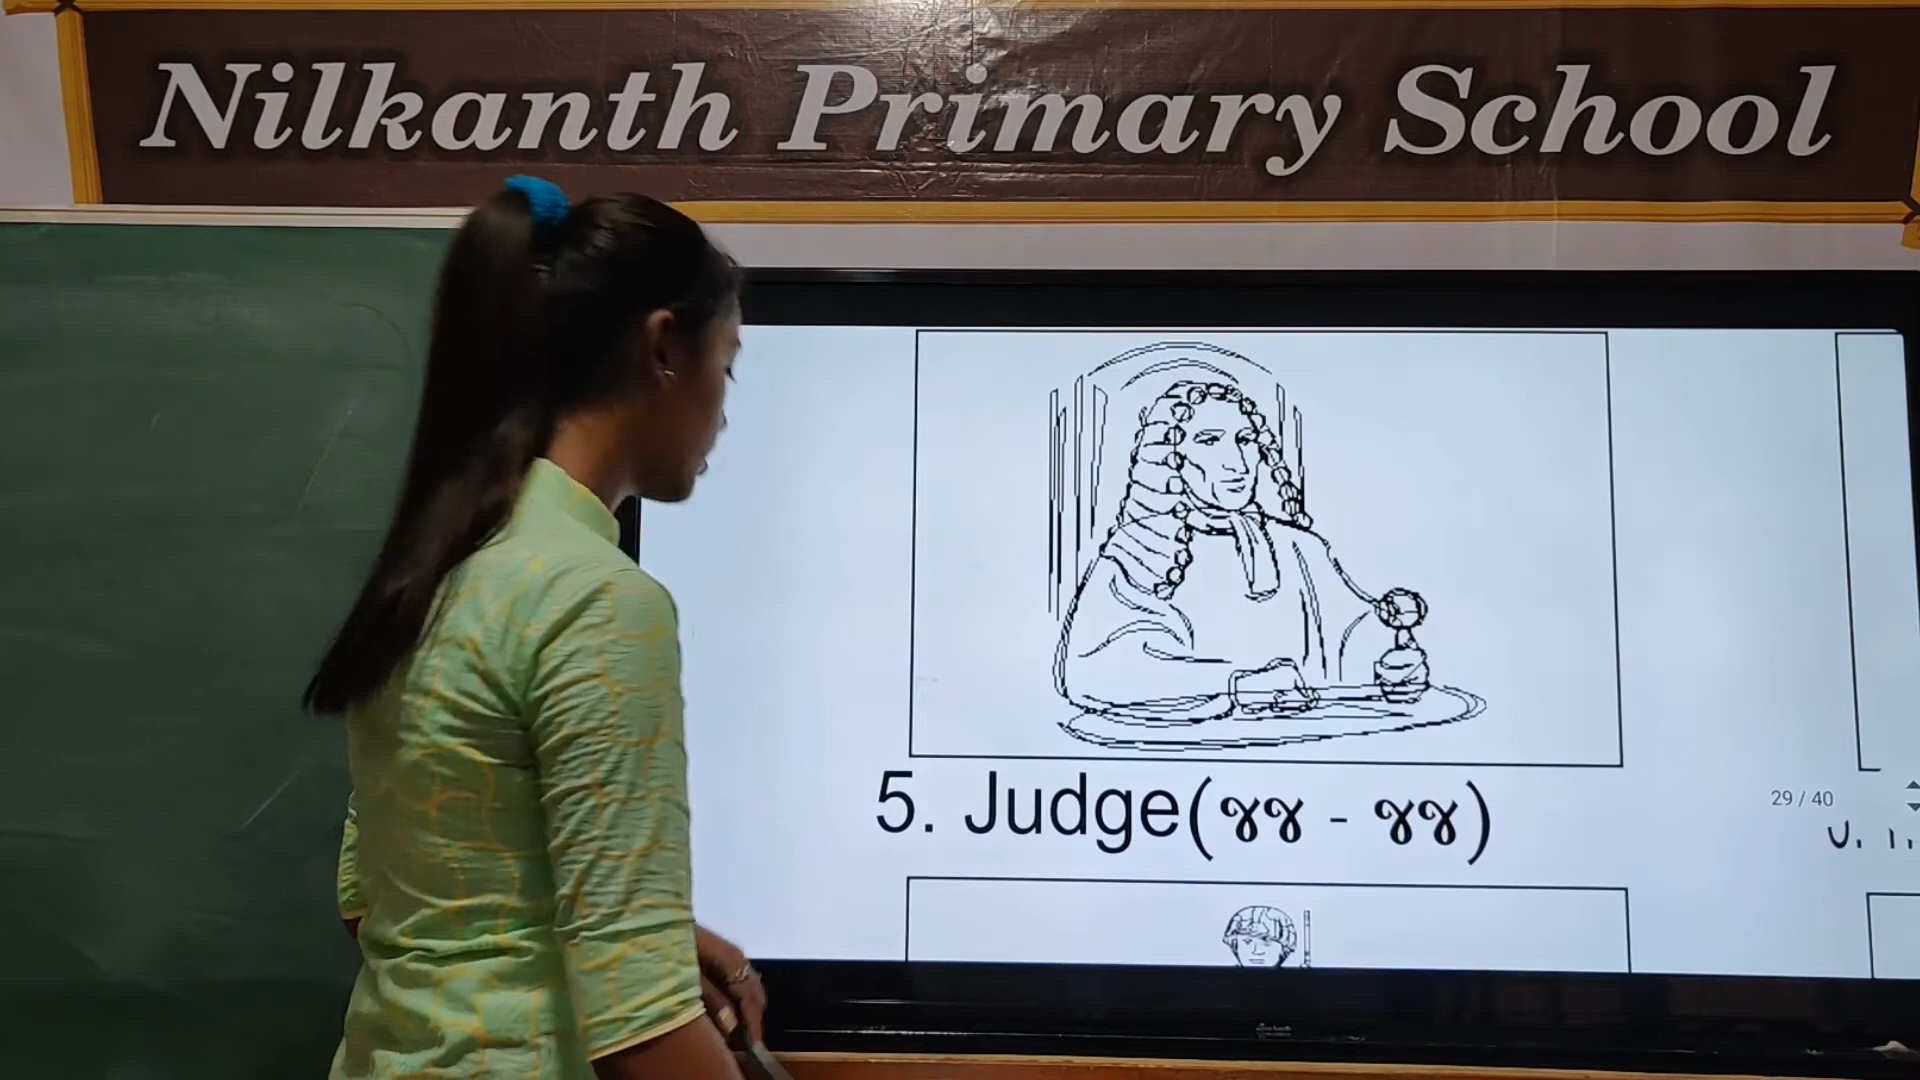 Nilkanth Primary School
5. Judge(જજ - જજ)
29 / 40